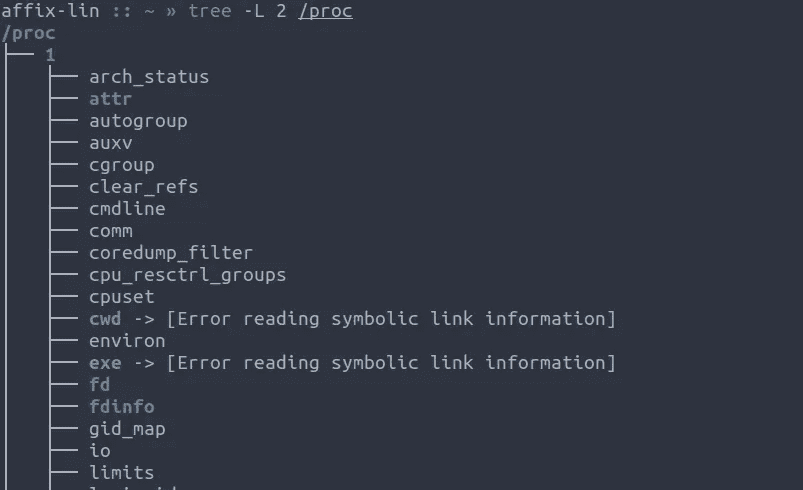 affix-lin :: ~ » tree -L 2 /proc
/proc
├── 1
│   ├── arch_status
│   ├── attr
│   ├── autogroup
│   ├── auxv
│   ├── cgroup
│   ├── clear_refs
│   ├── cmdline
│   ├── comm
│   ├── coredump_filter
│   ├── cpu_resctrl_groups
│   ├── cpuset
│   ├── cwd -> [Error reading symbolic link information]
│   ├── environ
│   ├── exe -> [Error reading symbolic link information]
│   ├── fd
│   ├── fdinfo
│   ├── gid_map
│   ├── io
│   ├── limits